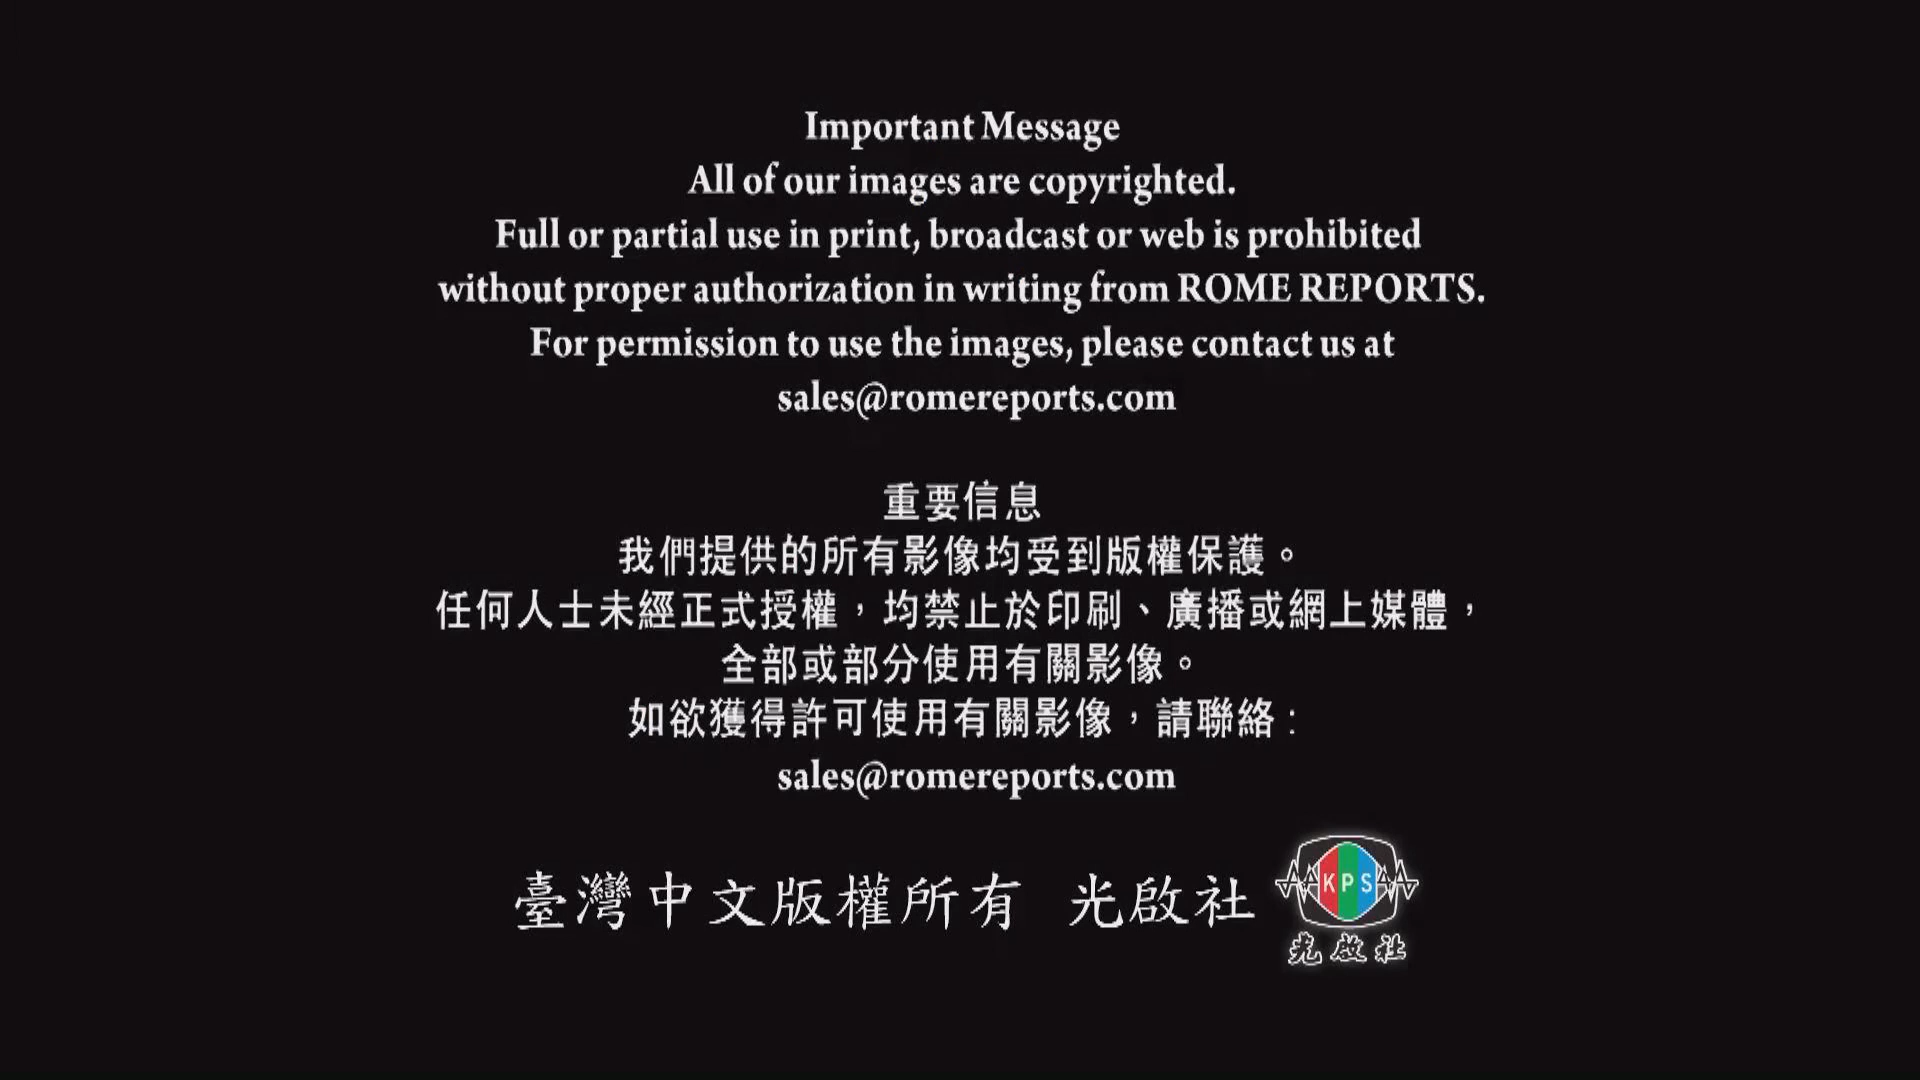 Important Message
All of our images are copyrighted.
Full or partial use in print, broadcast or web is prohibited
without proper authorization in writing from ROME REPORTS.
For permission to use the images, please contact us at
sales@romereports.com
重要信息
我們提供的所有影像均受到版權保護。
任何人士未經正式授權，均禁止於印刷、廣播或網上媒體，
全部或部分使用有關影像。
如欲獲得許可使用有關影像，請聯絡：
sales@romereports.com
臺灣中文版權所有 光啟社
KPS
光啟社